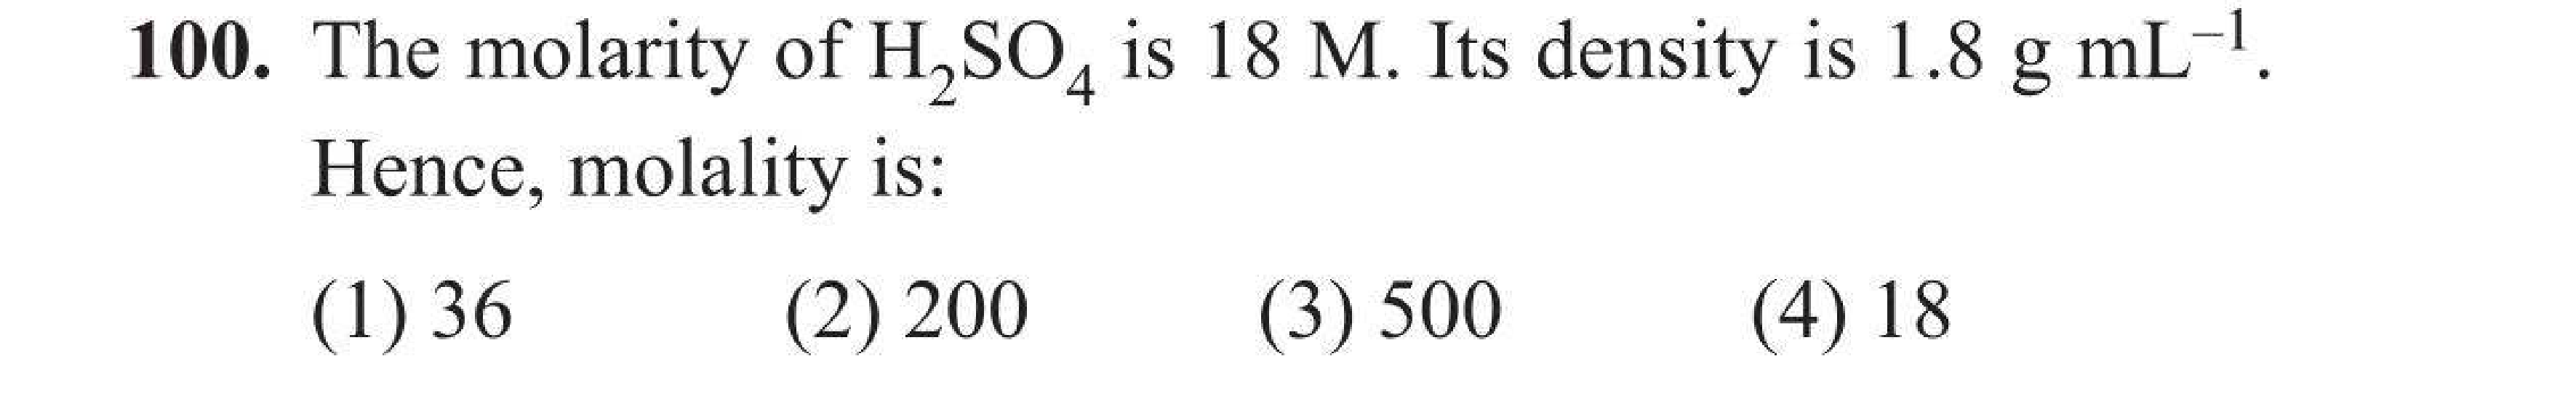 100. The molarity of H₂SO₄ is 18 M. Its density is 1.8 g mL⁻¹.
Hence, molality is:
(1) 36 (2) 200 (3) 500 (4) 18